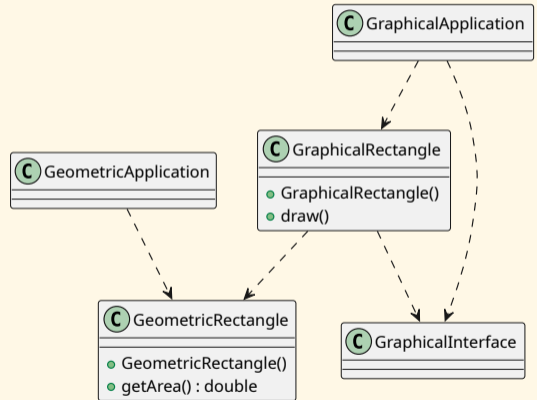 C GraphicalApplication
C GraphicalRectangle
GraphicalRectangle()
draw()
C GeometricApplication
C GeometricRectangle
GeometricRectangle()
getArea() : double
C GraphicalInterface